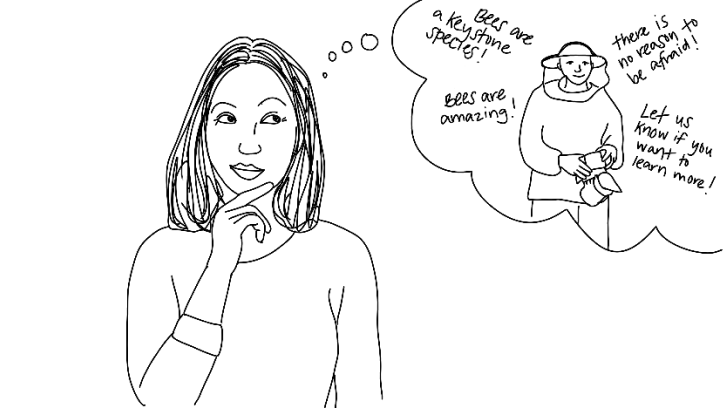 Bees are
a keystone
species!
there is
no reason to
be afraid!
Bees are
amazing!
Let us
know if you
want to
learn more!